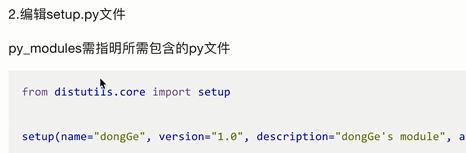 2.编辑setup.py文件
py_modules需指明所需包含的py文件
from distutils.core import setup
setup(name="dongGe", version="1.0", description="dongGe's module", a